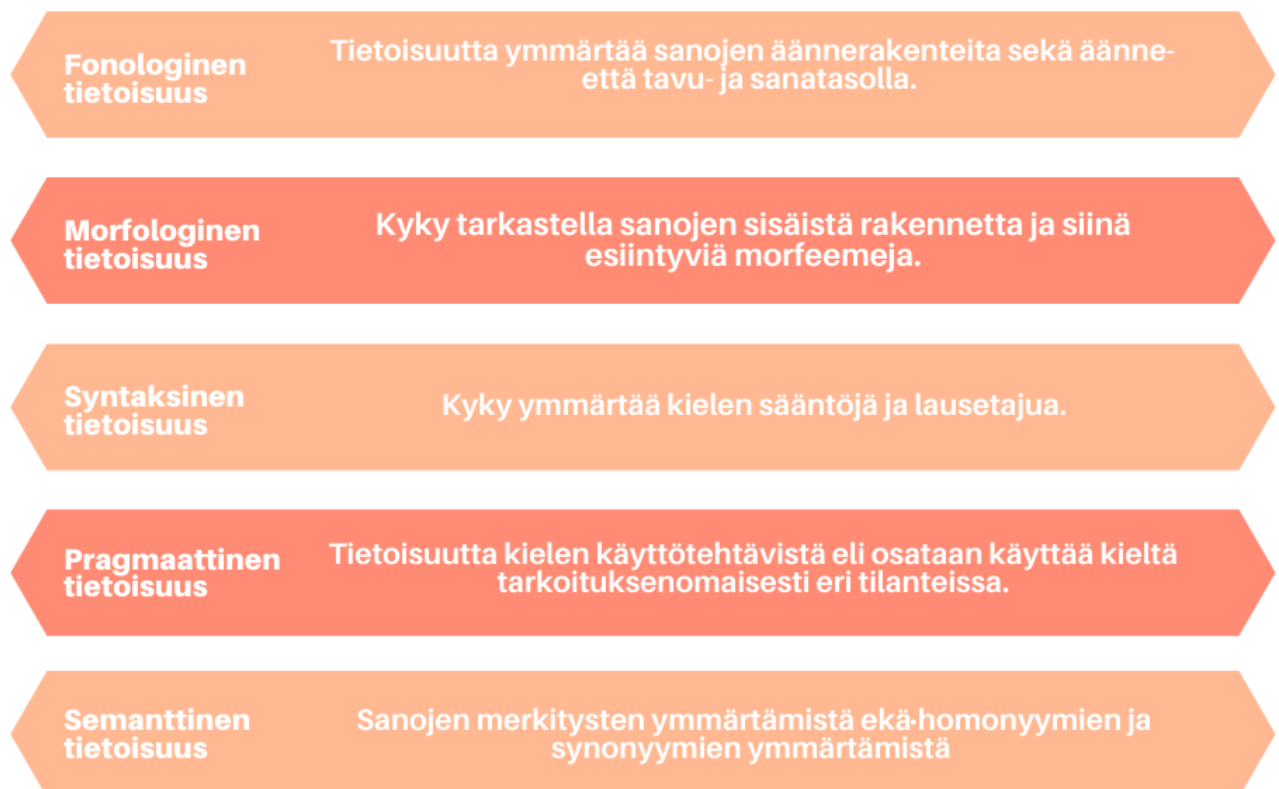 Fonologinen
tietoisuus
Tietoisuutta ymmärtää sanojen äännerakenteita sekä äänne-
että tavu- ja sanatasolla.
Morfologinen
tietoisuus
Kyky tarkastella sanojen sisäistä rakennetta ja siinä
esiintyviä morfeemeja.
Syntaksinen
tietoisuus
Kyky ymmärtää kielen sääntöjä ja lausetajua.
Pragmaattinen
tietoisuus
Tietoisuutta kielen käyttötehtävistä eli osataan käyttää kieltä
tarkoituksenomaisesti eri tilanteissa.
Semanttinen
tietoisuus
Sanojen merkitysten ymmärtämistä ekä·homonyymien ja
synonyymien ymmärtämistä